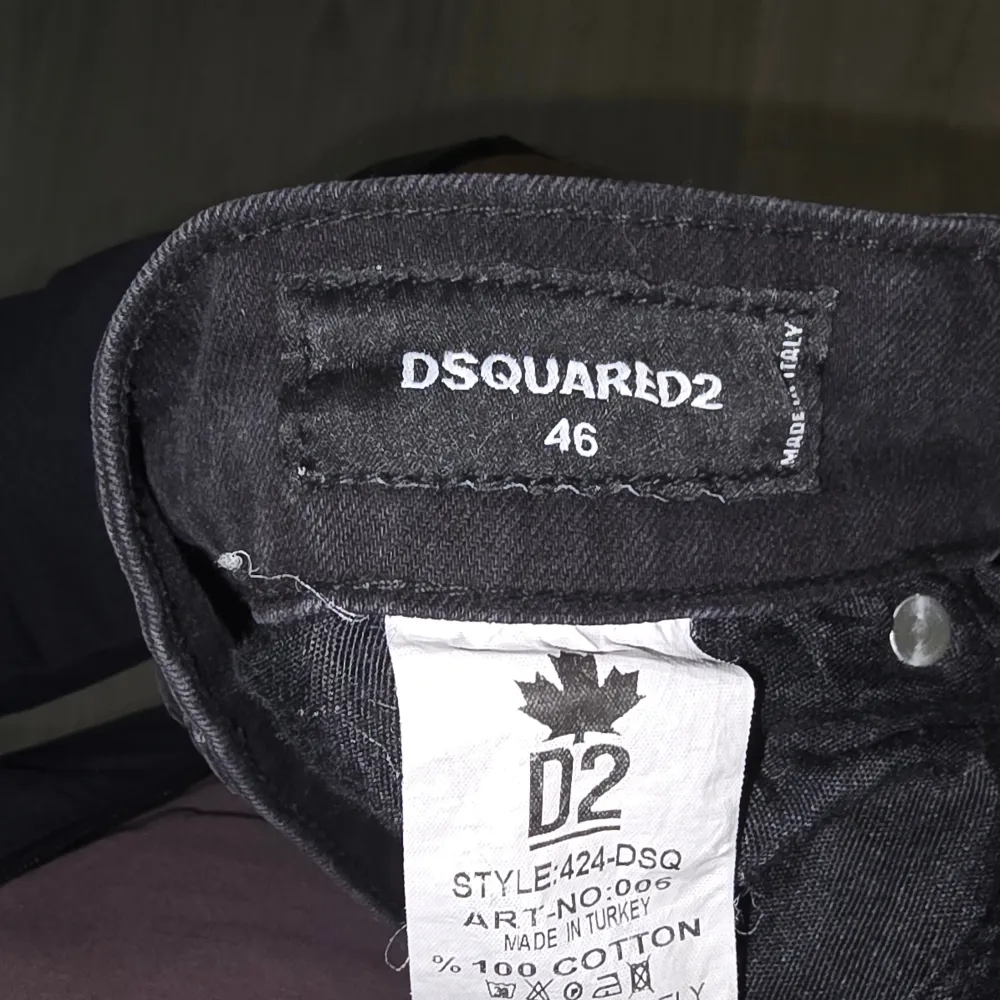 DSQUARED2
46
MADE IN ITALY
D2
STYLE:424-DSQ
ART-NO:006
MADE IN TURKEY
% 100 COTTON